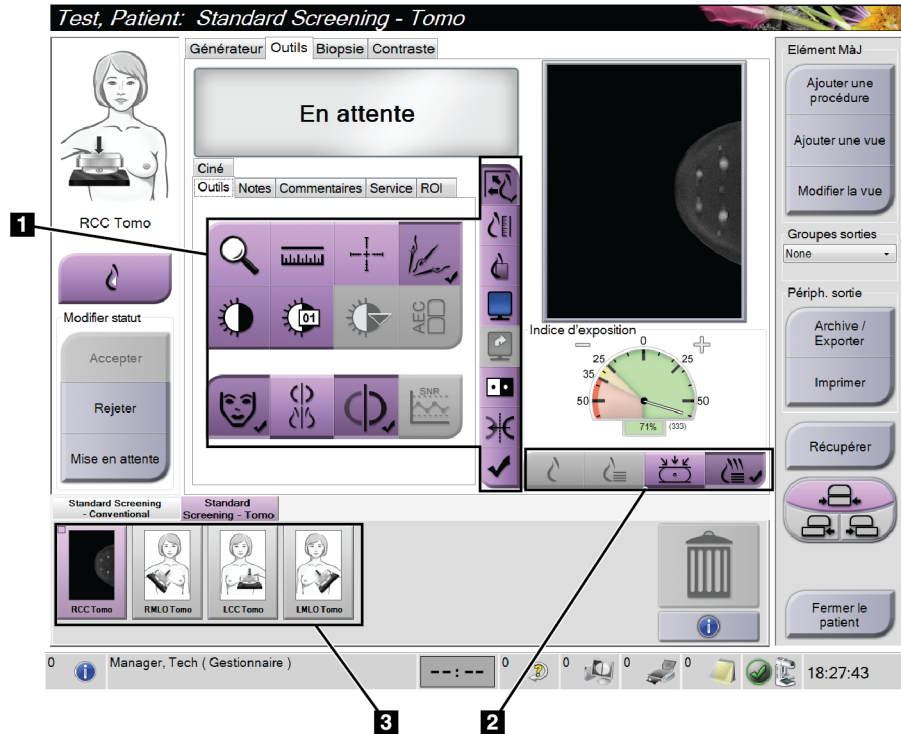 Test, Patient: Standard Screening - Tomo
Générateur Outils Biopsie Contraste
Elément MàJ
Ajouter une
procédure
Ajouter une vue
Modifier la vue
En attente
Ciné
Outils Notes Commentaires Service ROI
1
RCC Tomo
Modifier statut
Accepter
Rejeter
Mise en attente
01
AEC
SNR
Indice d'exposition
0
25
25
35
50
50
71% (333)
Groupes sorties
None
Périph. sortie
Archive /
Exporter
Imprimer
Récupérer
Standard Screening
- Conventional
Standard
Screening - Tomo
RCC Tomo
RMLO Tomo
LCC Tomo
LMLO Tomo
Fermer le
patient
0
Manager, Tech ( Gestionnaire )
--:--
0
0
0
0
18:27:43
3
2